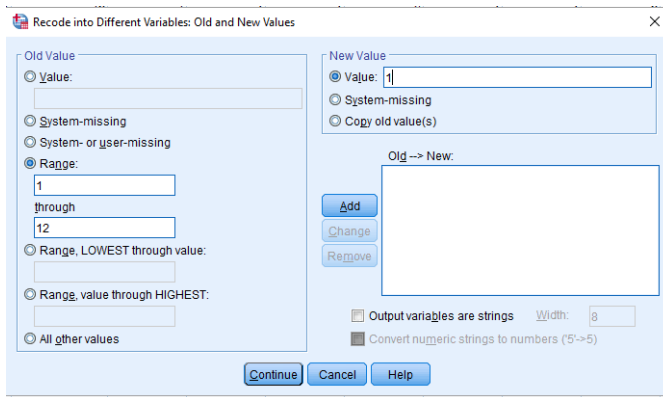 Recode into Different Variables: Old and New Values
Old Value
Value:
System-missing
System- or user-missing
Range:
1
through
12
Range, LOWEST through value:
Range, value through HIGHEST:
All other values
New Value
Value: 1
System-missing
Copy old value(s)
Old --> New:
Add
Change
Remove
Output variables are strings Width: 8
Convert numeric strings to numbers ('5'->5)
Continue Cancel Help